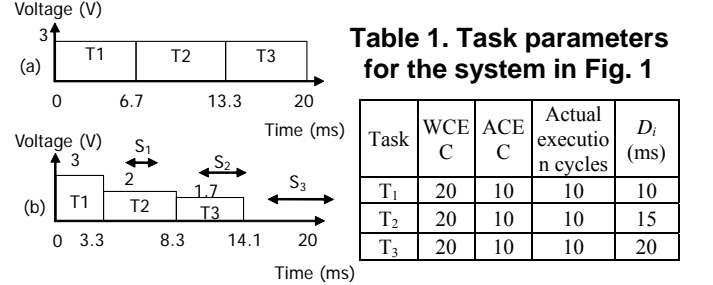 Voltage (V)
3
(a)
T1 T2 T3
0 6.7 13.3 20
Time (ms)
Voltage (V)
3
S1
2
S2
1.7
S3
(b)
T1 T2 T3
0 3.3 8.3 14.1 20
Time (ms)
Table 1. Task parameters
for the system in Fig. 1
Task WCE C ACE C Actual executio n cycles Di (ms)
T1 20 10 10 10
T2 20 10 10 15
T3 20 10 10 20